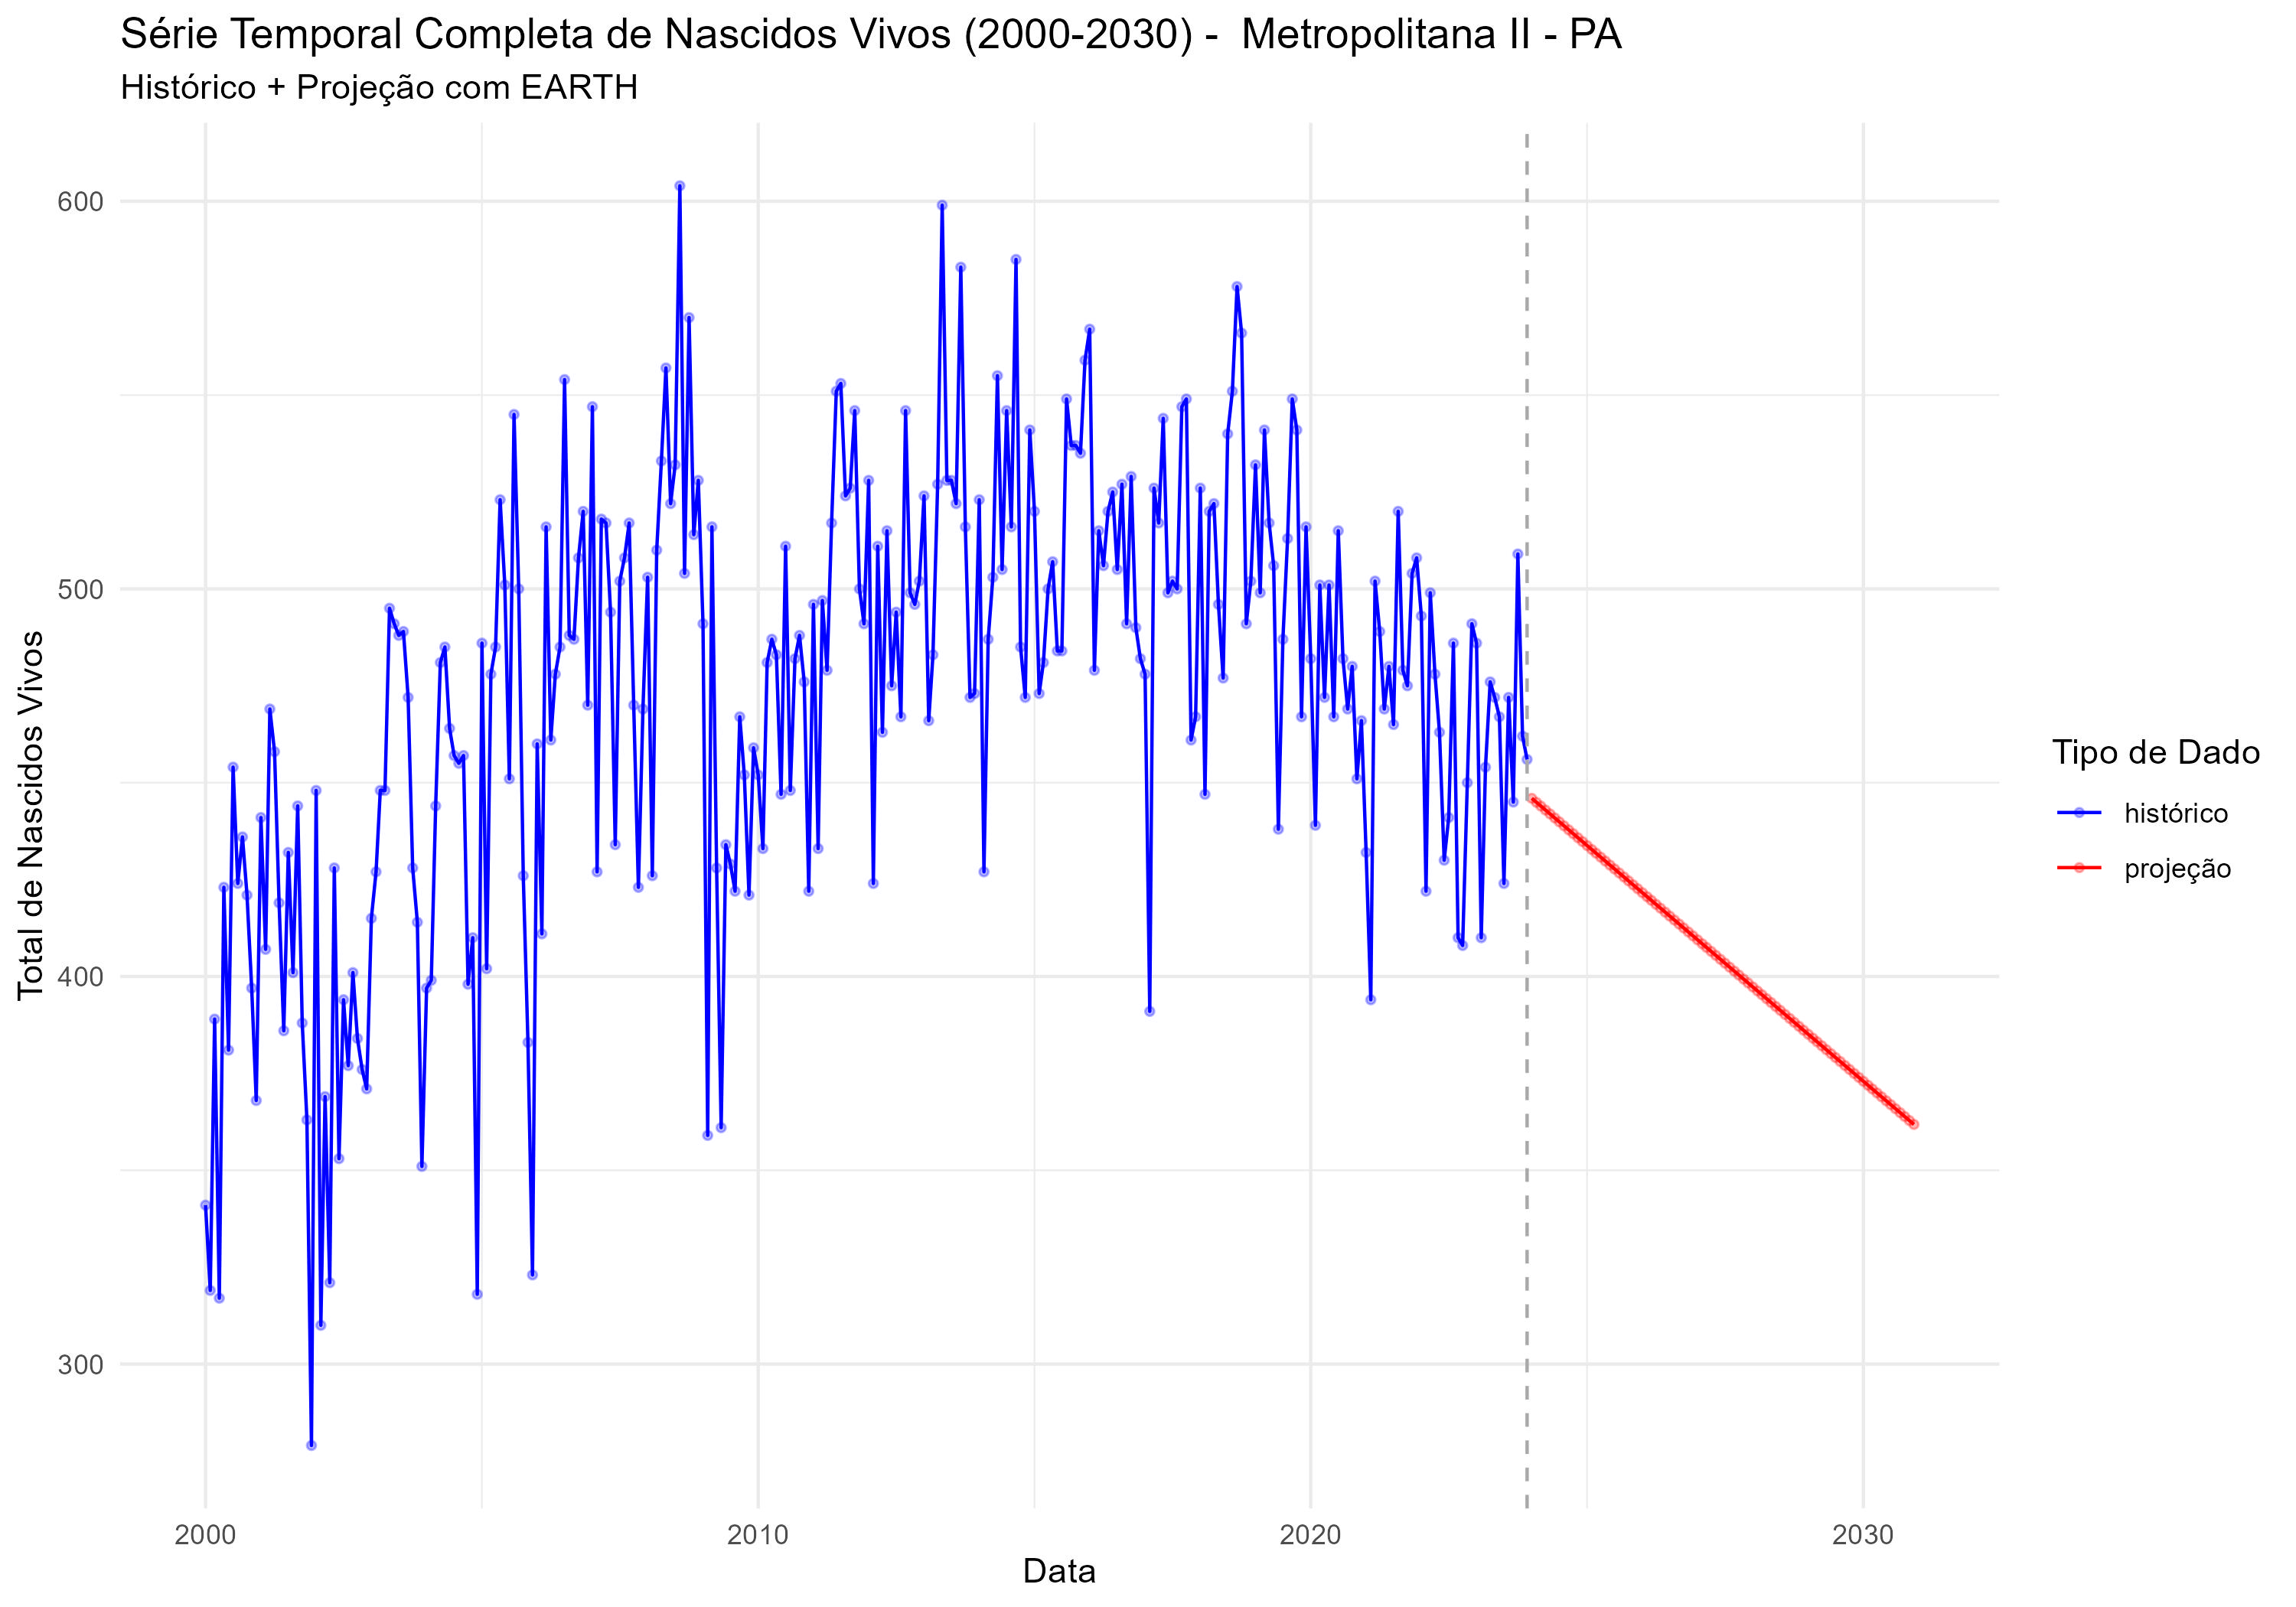 Série Temporal Completa de Nascidos Vivos (2000-2030) -  Metropolitana II - PA
Histórico + Projeção com EARTH
Total de Nascidos Vivos
600
500
400
300
2000
2010
2020
2030
Data
Tipo de Dado
histórico
projeção